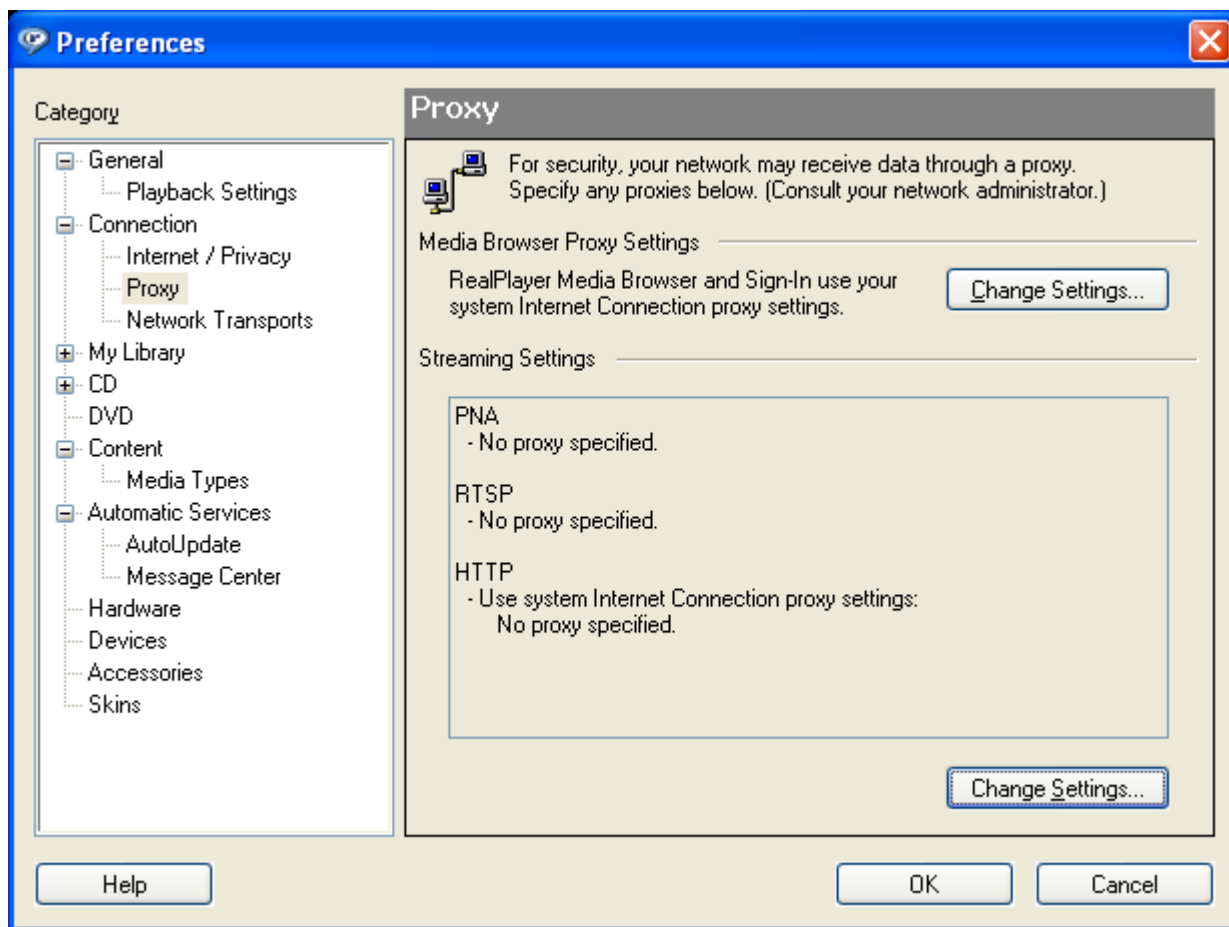 Preferences
Category
General
Playback Settings
Connection
Internet / Privacy
Proxy
Network Transports
My Library
CD
DVD
Content
Media Types
Automatic Services
AutoUpdate
Message Center
Hardware
Devices
Accessories
Skins
Proxy
For security, your network may receive data through a proxy.
Specify any proxies below. (Consult your network administrator.)
Media Browser Proxy Settings
RealPlayer Media Browser and Sign-In use your
system Internet Connection proxy settings.
Change Settings...
Streaming Settings
PNA
- No proxy specified.
RTSP
- No proxy specified.
HTTP
- Use system Internet Connection proxy settings:
No proxy specified.
Change Settings...
Help
OK
Cancel